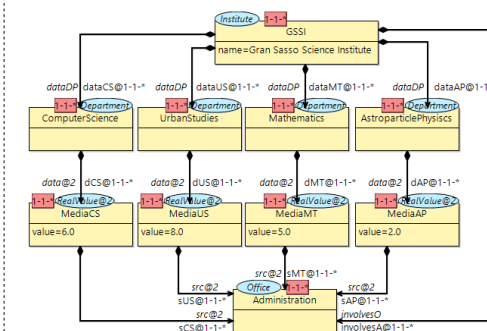 Institute 1-1-*
GSSI
name=Gran Sasso Science Institute
dataDP dataCS@1-1-* dataDP dataUS@1-1-* dataDP dataMT@1-1-* dataDP dataAP@1-1-*
1-1-* Department 1-1-* Department 1-1-* Department 1-1-* Department
ComputerScience UrbanStudies Mathematics AstroparticlePhysiscs
data@2 dCS@1-1-* data@2 dUS@1-1-* data@2 dMT@1-1-* data@2 dAP@1-1-*
1-1-* RealValue@2 1-1-* RealValue@2 1-1-* RealValue@2 1-1-* RealValue@2
MediaCS MediaUS MediaMT MediaAP
value=6.0 value=8.0 value=5.0 value=2.0
src@2 sMT@1-1-*
src@2 Office 1-1-* src@2
sUS@1-1-* Administration sAP@1-1-*
src@2 involvesO
sCS@1-1-* involvesA@1-1-*